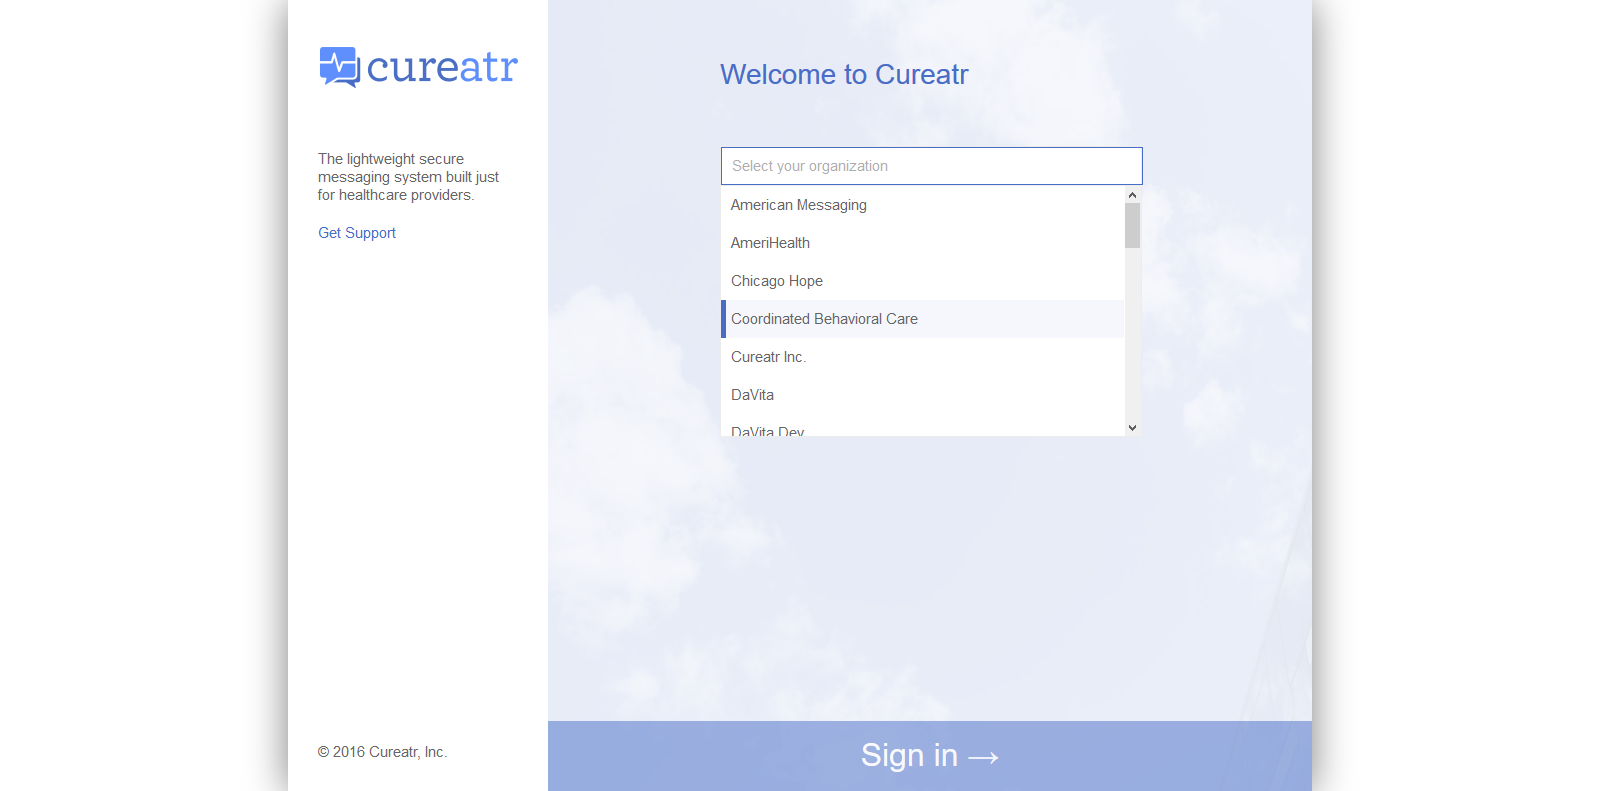 cureatr
The lightweight secure
messaging system built just
for healthcare providers.
Get Support
© 2016 Cureatr, Inc.
Welcome to Cureatr
Select your organization
American Messaging
AmeriHealth
Chicago Hope
Coordinated Behavioral Care
Cureatr Inc.
DaVita
DaVita Dev
Sign in →